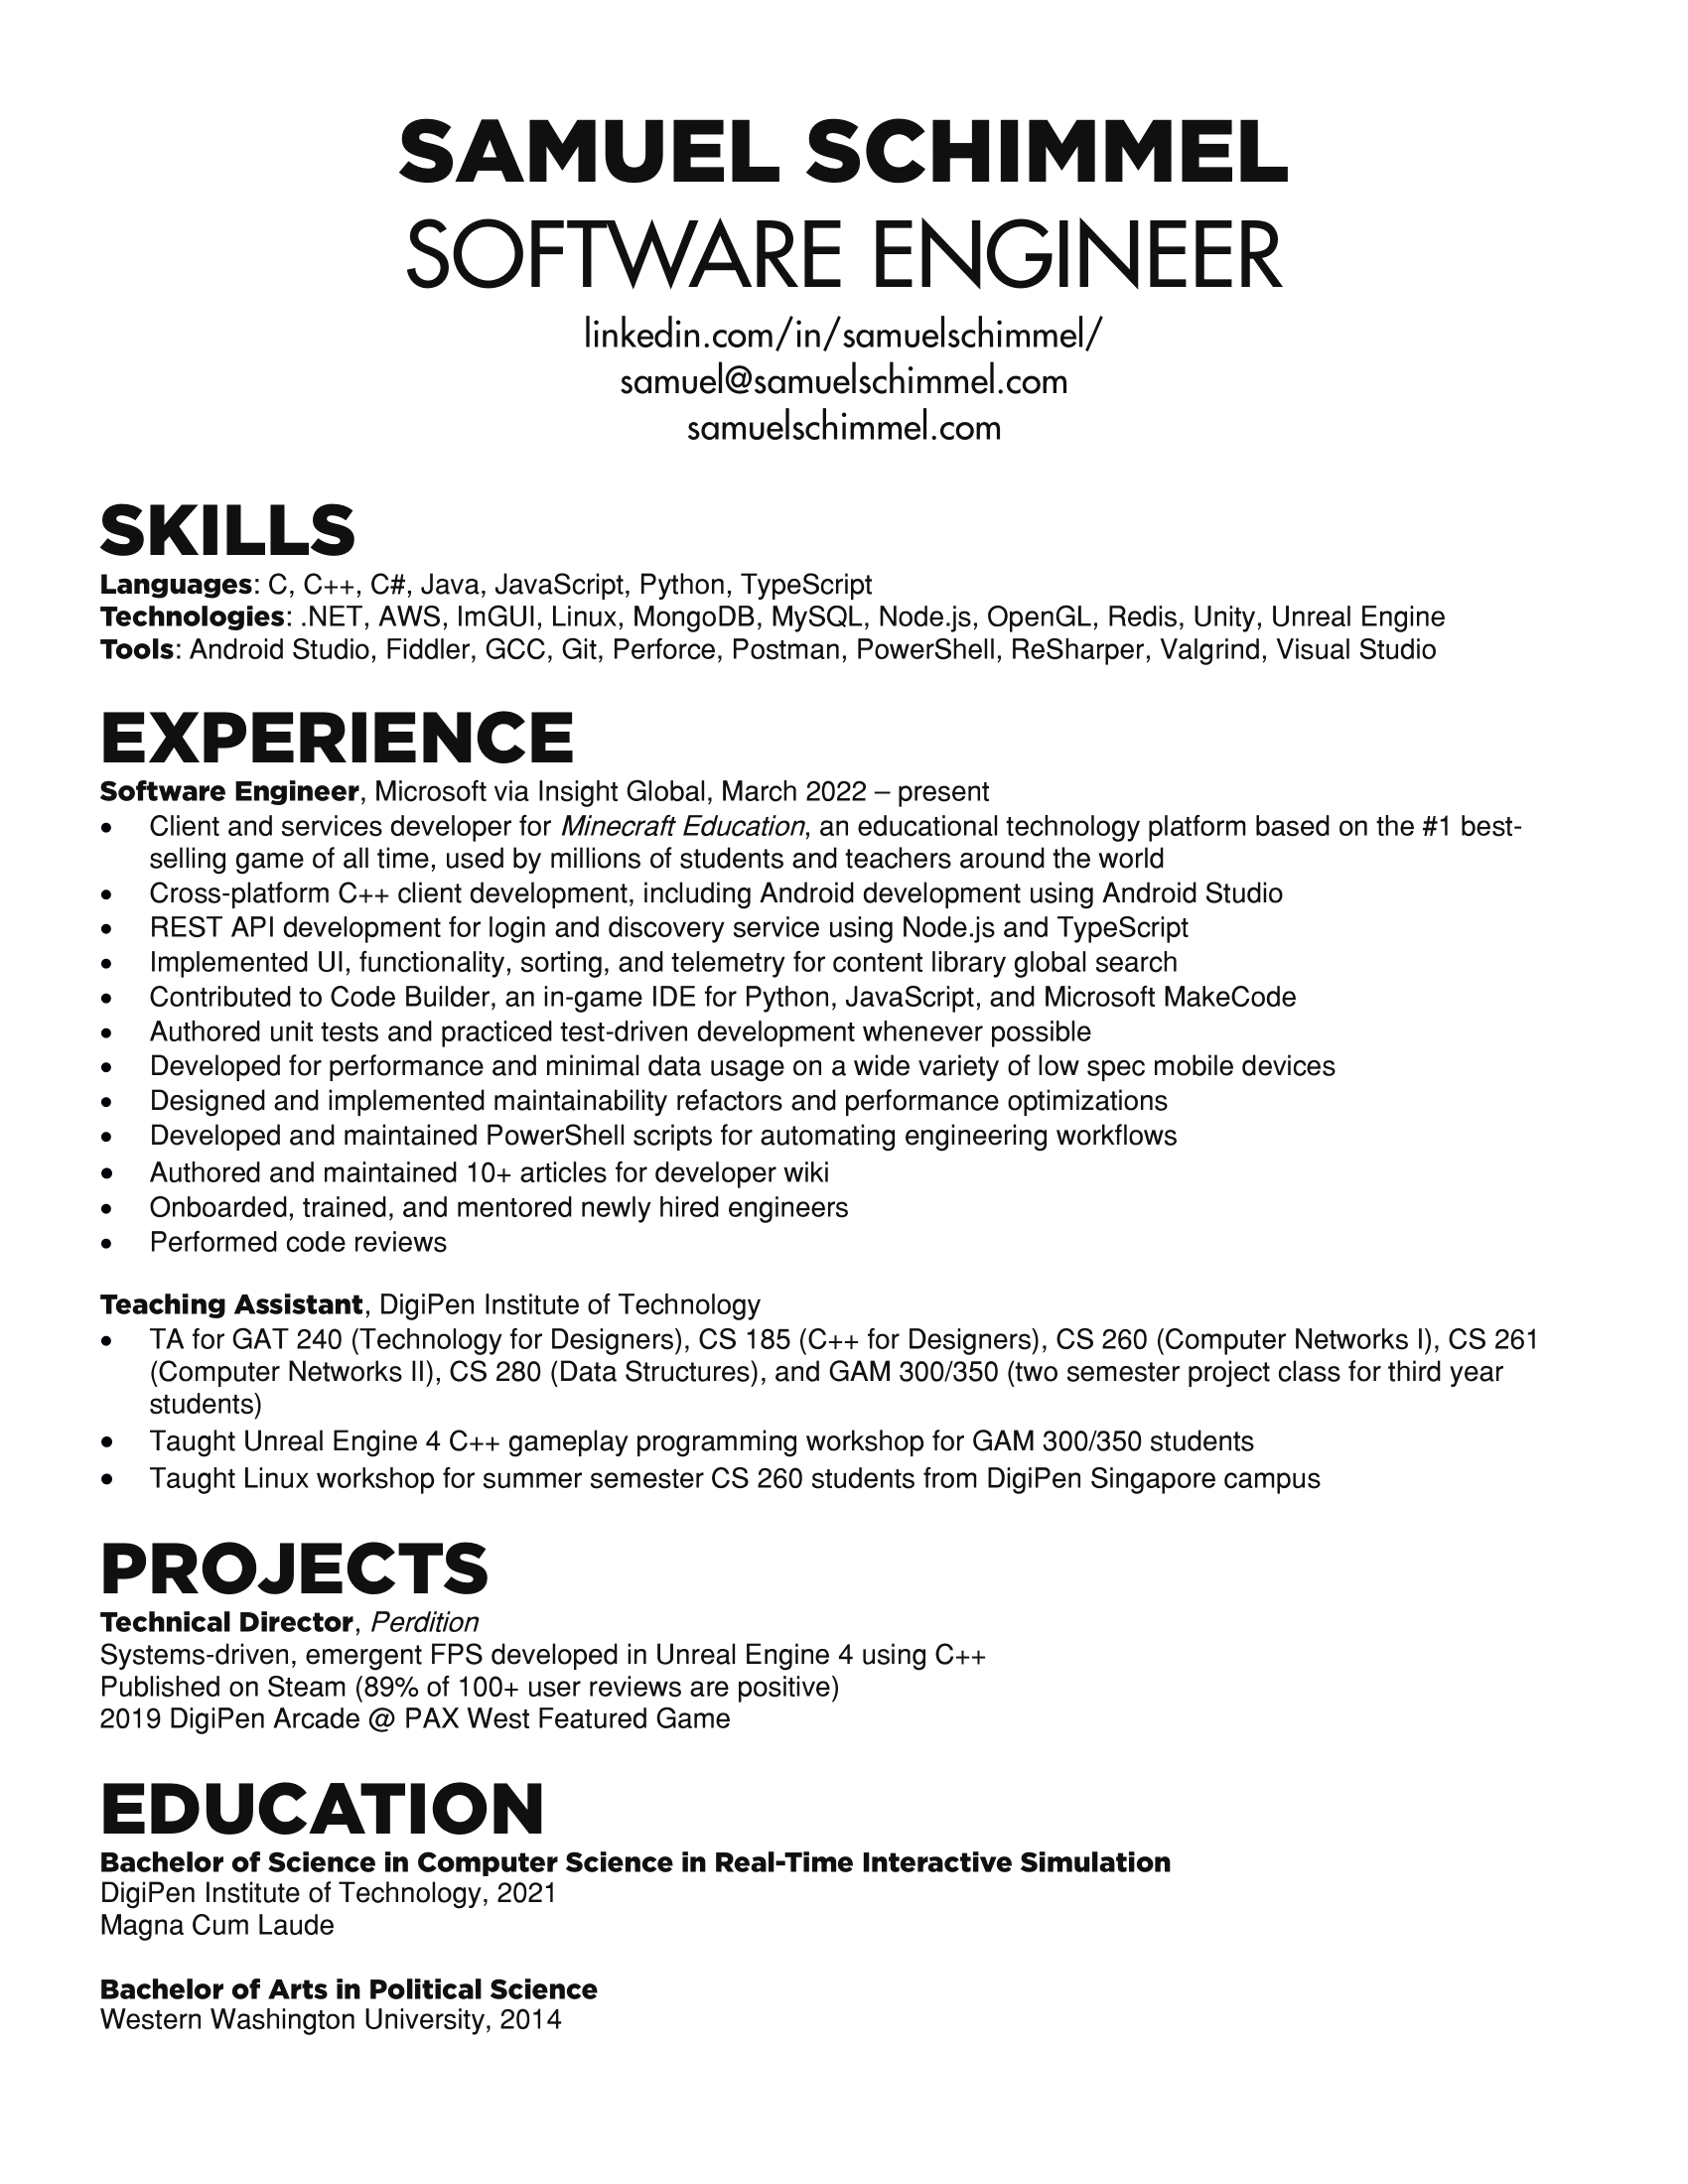 SAMUEL SCHIMMEL
SOFTWARE ENGINEER
linkedin.com/in/samuelschimmel/
samuel@samuelschimmel.com
samuelschimmel.com
SKILLS
Languages: C, C++, C#, Java, JavaScript, Python, TypeScript
Technologies: .NET, AWS, ImGUI, Linux, MongoDB, MySQL, Node.js, OpenGL, Redis, Unity, Unreal Engine
Tools: Android Studio, Fiddler, GCC, Git, Perforce, Postman, PowerShell, ReSharper, Valgrind, Visual Studio
EXPERIENCE
Software Engineer, Microsoft via Insight Global, March 2022 – present
• Client and services developer for Minecraft Education, an educational technology platform based on the #1 best-
selling game of all time, used by millions of students and teachers around the world
• Cross-platform C++ client development, including Android development using Android Studio
• REST API development for login and discovery service using Node.js and TypeScript
• Implemented UI, functionality, sorting, and telemetry for content library global search
• Contributed to Code Builder, an in-game IDE for Python, JavaScript, and Microsoft MakeCode
• Authored unit tests and practiced test-driven development whenever possible
• Developed for performance and minimal data usage on a wide variety of low spec mobile devices
• Designed and implemented maintainability refactors and performance optimizations
• Developed and maintained PowerShell scripts for automating engineering workflows
• Authored and maintained 10+ articles for developer wiki
• Onboarded, trained, and mentored newly hired engineers
• Performed code reviews
Teaching Assistant, DigiPen Institute of Technology
• TA for GAT 240 (Technology for Designers), CS 185 (C++ for Designers), CS 260 (Computer Networks I), CS 261
(Computer Networks II), CS 280 (Data Structures), and GAM 300/350 (two semester project class for third year
students)
• Taught Unreal Engine 4 C++ gameplay programming workshop for GAM 300/350 students
• Taught Linux workshop for summer semester CS 260 students from DigiPen Singapore campus
PROJECTS
Technical Director, Perdition
Systems-driven, emergent FPS developed in Unreal Engine 4 using C++
Published on Steam (89% of 100+ user reviews are positive)
2019 DigiPen Arcade @ PAX West Featured Game
EDUCATION
Bachelor of Science in Computer Science in Real-Time Interactive Simulation
DigiPen Institute of Technology, 2021
Magna Cum Laude
Bachelor of Arts in Political Science
Western Washington University, 2014